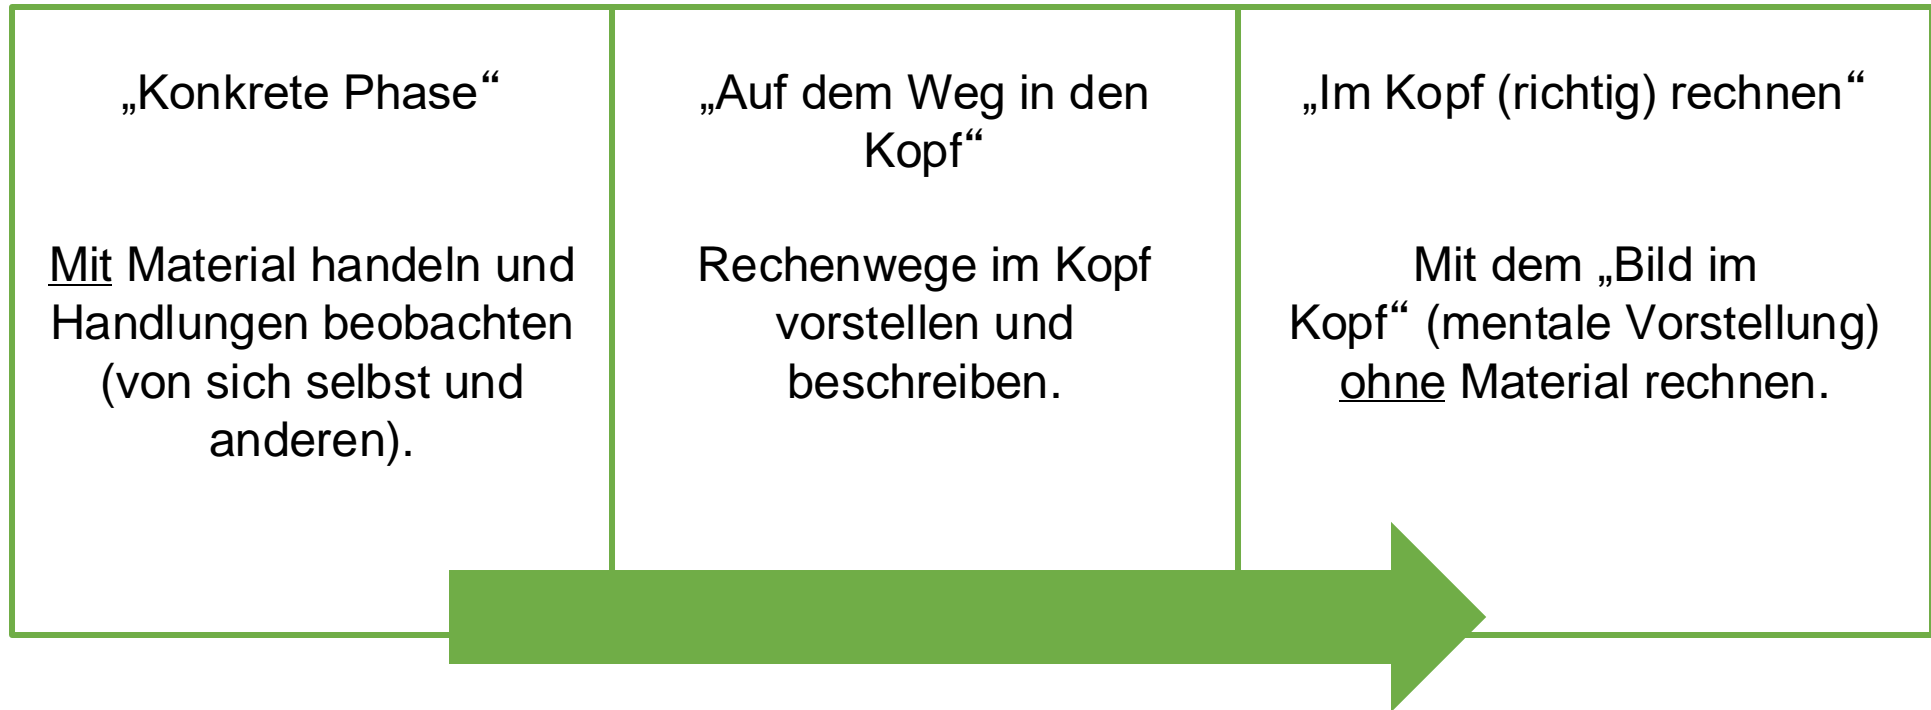 „Konkrete Phase“
Mit Material handeln und
Handlungen beobachten
(von sich selbst und
anderen).
„Auf dem Weg in den
Kopf“
Rechenwege im Kopf
vorstellen und
beschreiben.
„Im Kopf (richtig) rechnen“
Mit dem „Bild im
Kopf“ (mentale Vorstellung)
ohne Material rechnen.